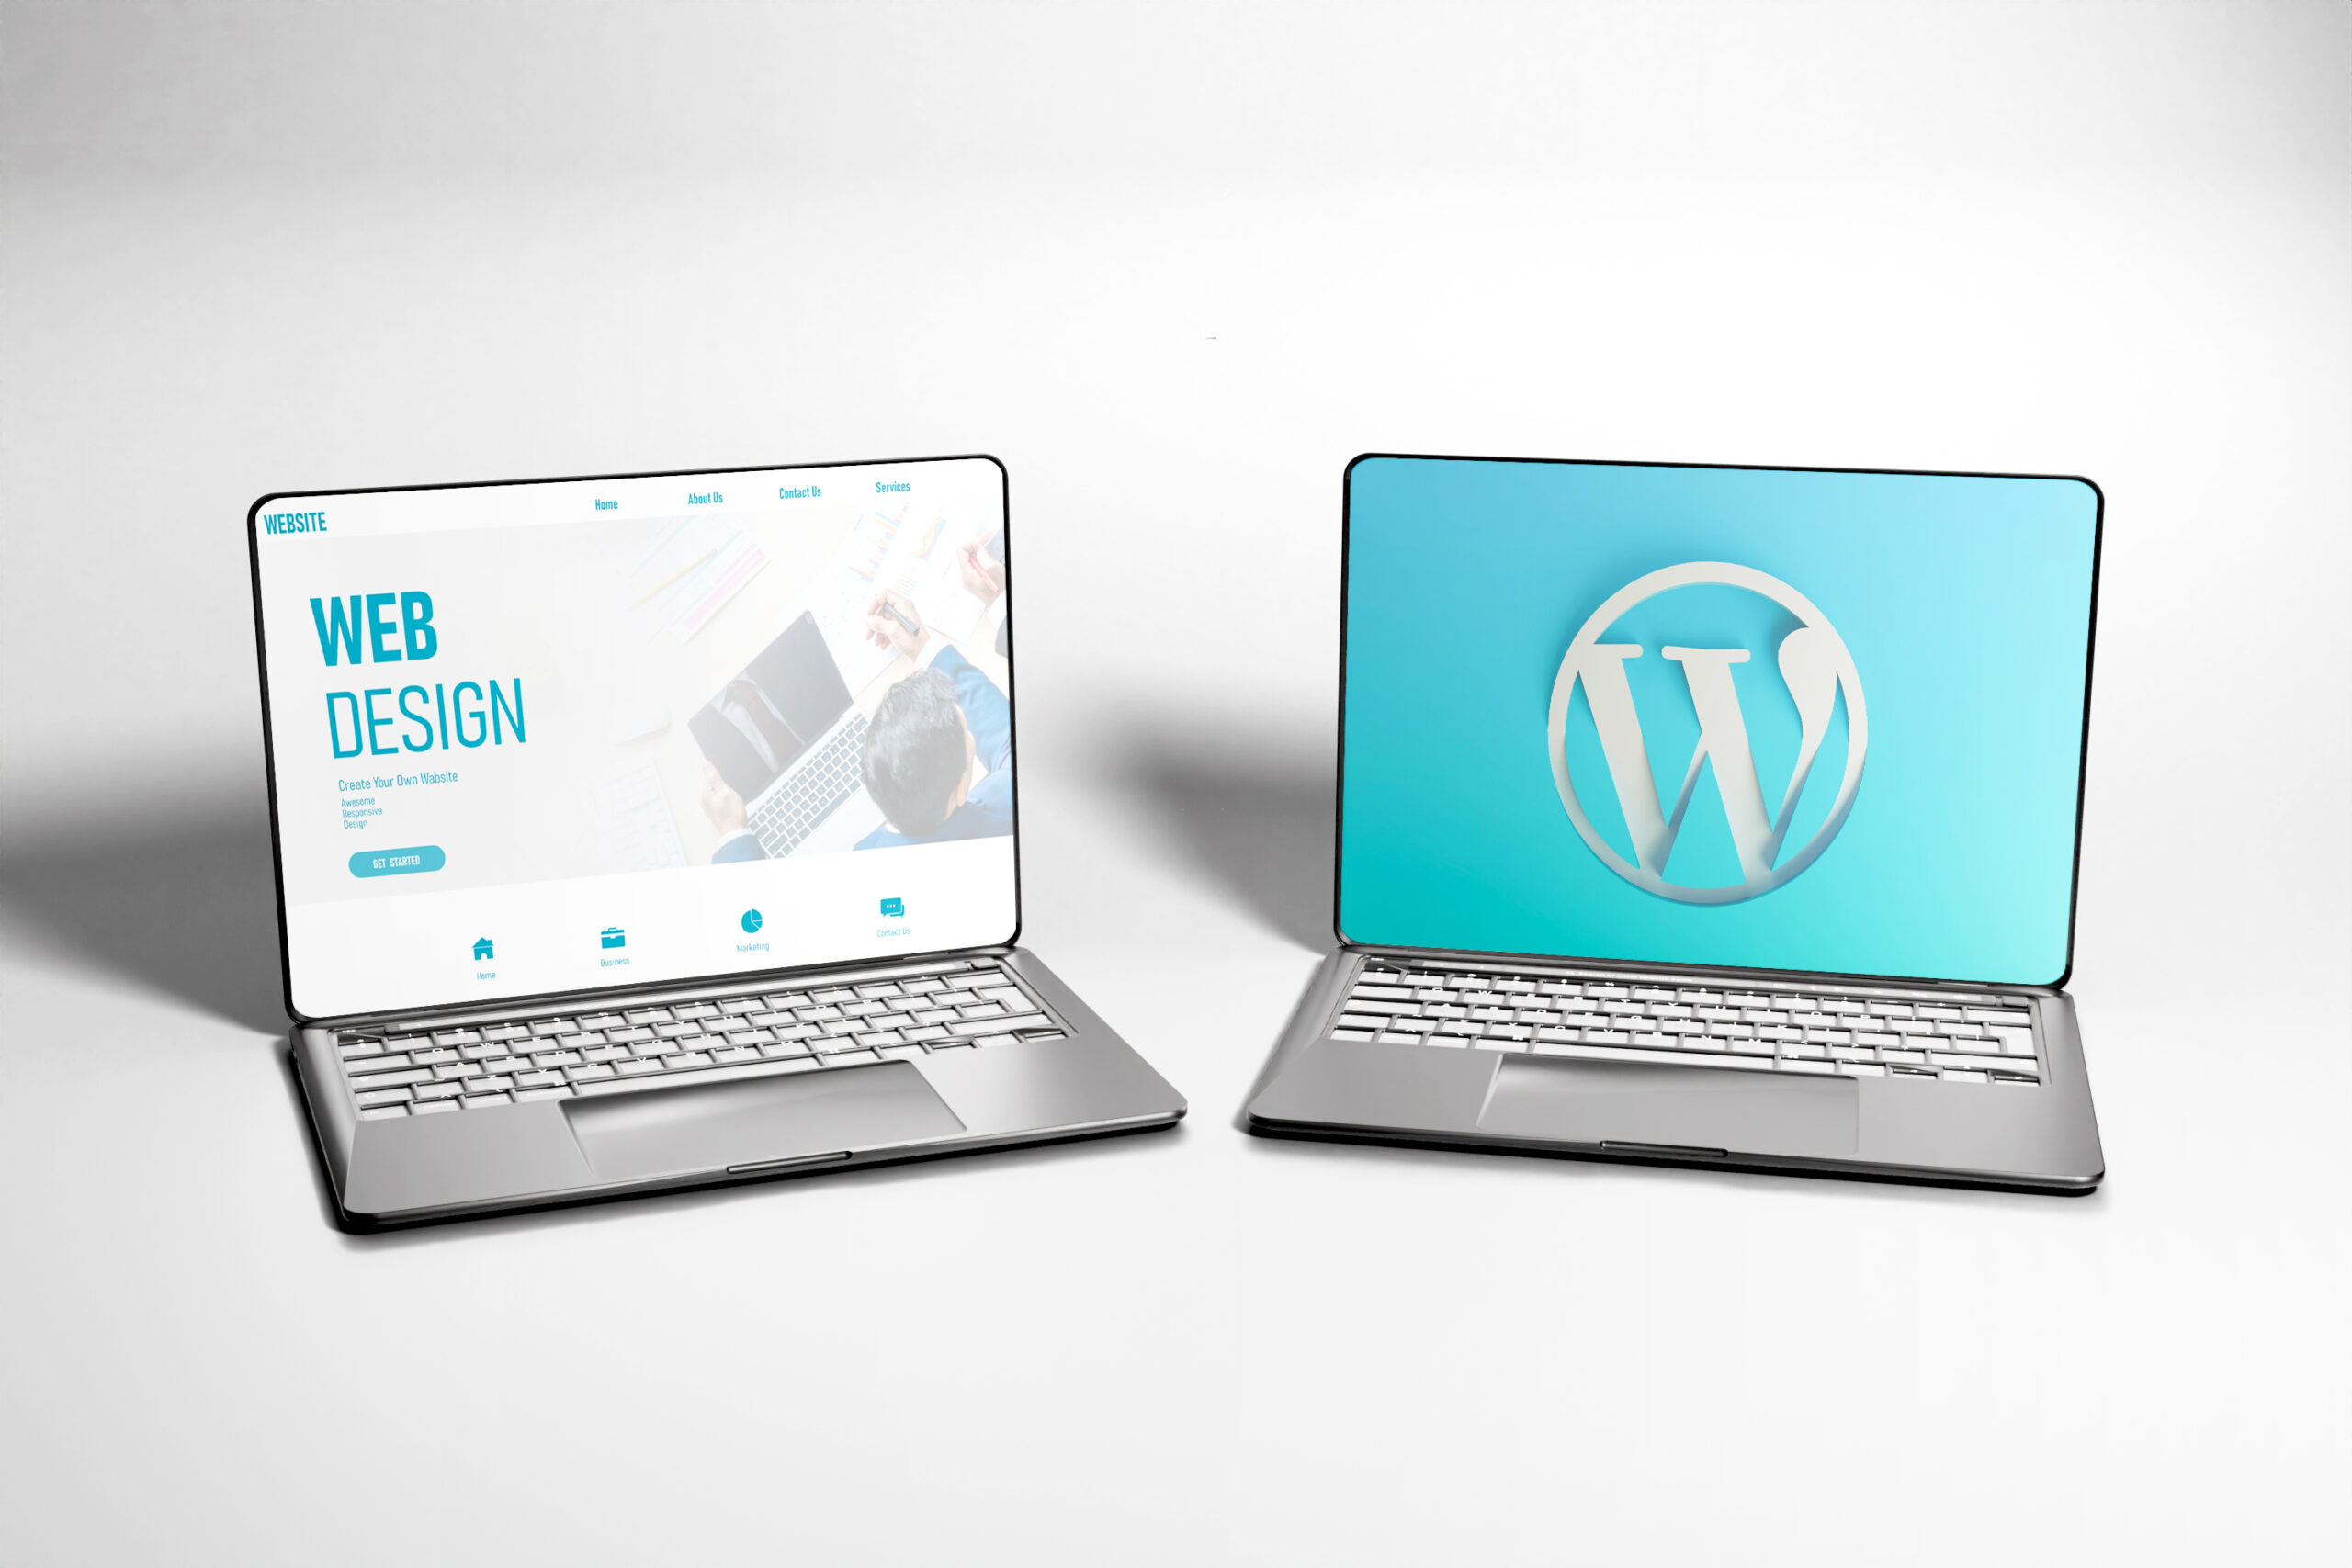 WEBSITE
Home
About Us
Contact Us
Services
WEB
DESIGN
Create Your Own Wabsite
Awesome
Responsive
Design
GET STARTED
Home
Business
Marketing
Contact Us
W